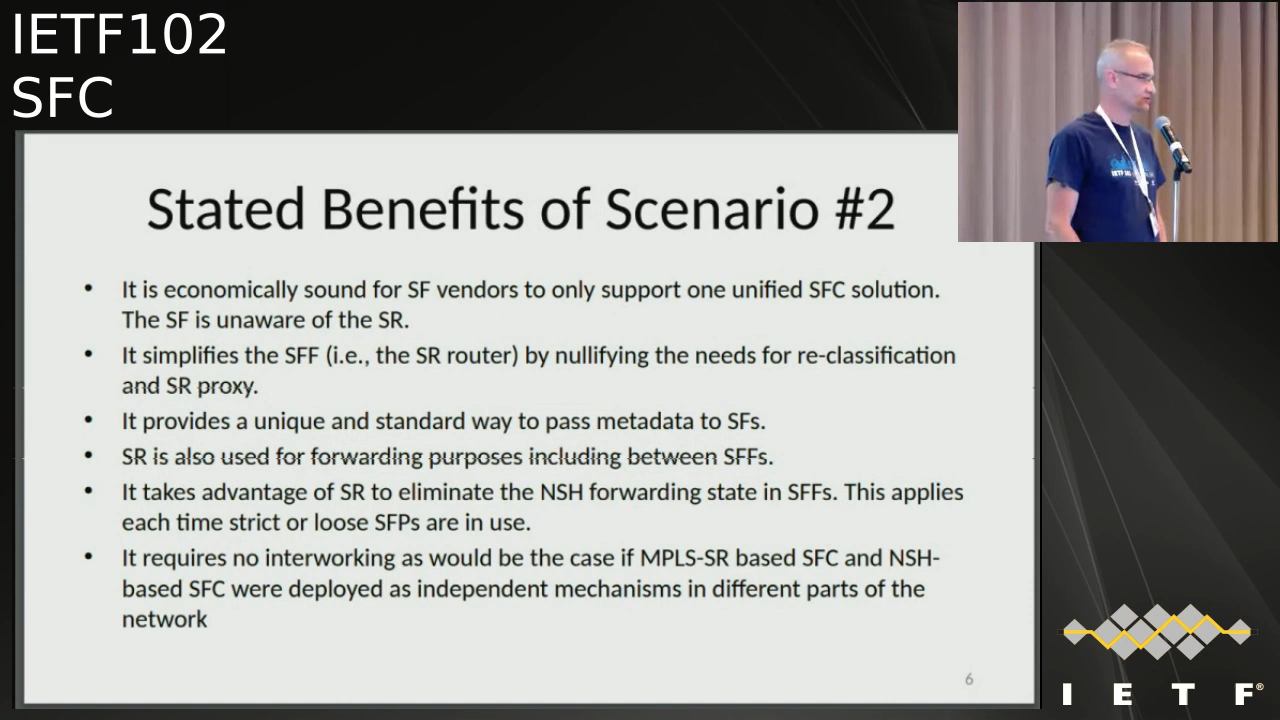 IETF102
SFC
Stated Benefits of Scenario #2
• It is economically sound for SF vendors to only support one unified SFC solution.
The SF is unaware of the SR.
• It simplifies the SFF (i.e., the SR router) by nullifying the needs for re-classification
and SR proxy.
• It provides a unique and standard way to pass metadata to SFs.
• SR is also used for forwarding purposes including between SFFs.
• It takes advantage of SR to eliminate the NSH forwarding state in SFFs. This applies
each time strict or loose SFPs are in use.
• It requires no interworking as would be the case if MPLS-SR based SFC and NSH-
based SFC were deployed as independent mechanisms in different parts of the
network
6
I E T F®